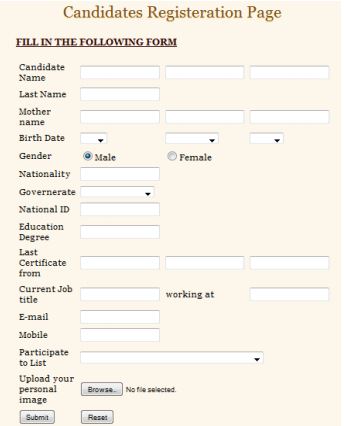 Candidates Registeration Page
FILL IN THE FOLLOWING FORM
Candidate
Name
Last Name
Mother
name
Birth Date
Gender Male Female
Nationality
Governerate
National ID
Education
Degree
Last
Certificate
from
Current Job
title working at
E-mail
Mobile
Participate
to List
Upload your
personal
image
Browse.. No file selected.
Submit Reset